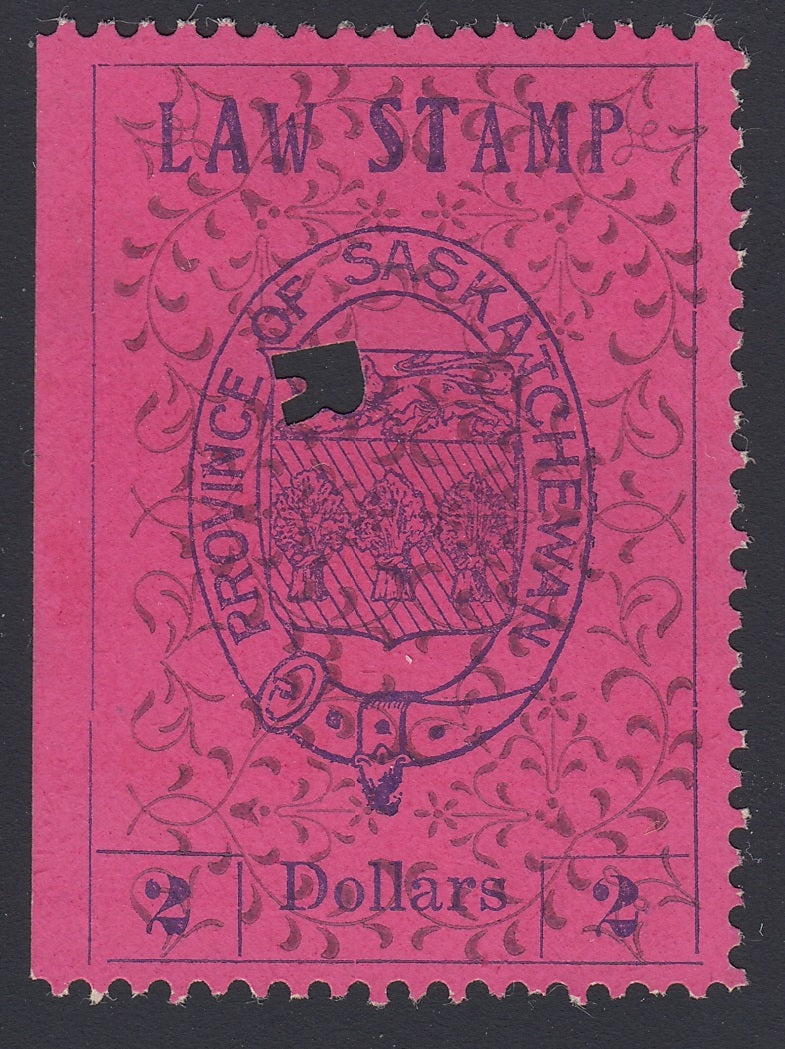 LAW STAMP
PROVINCE OF SASKATCHEWAN
2 Dollars 2